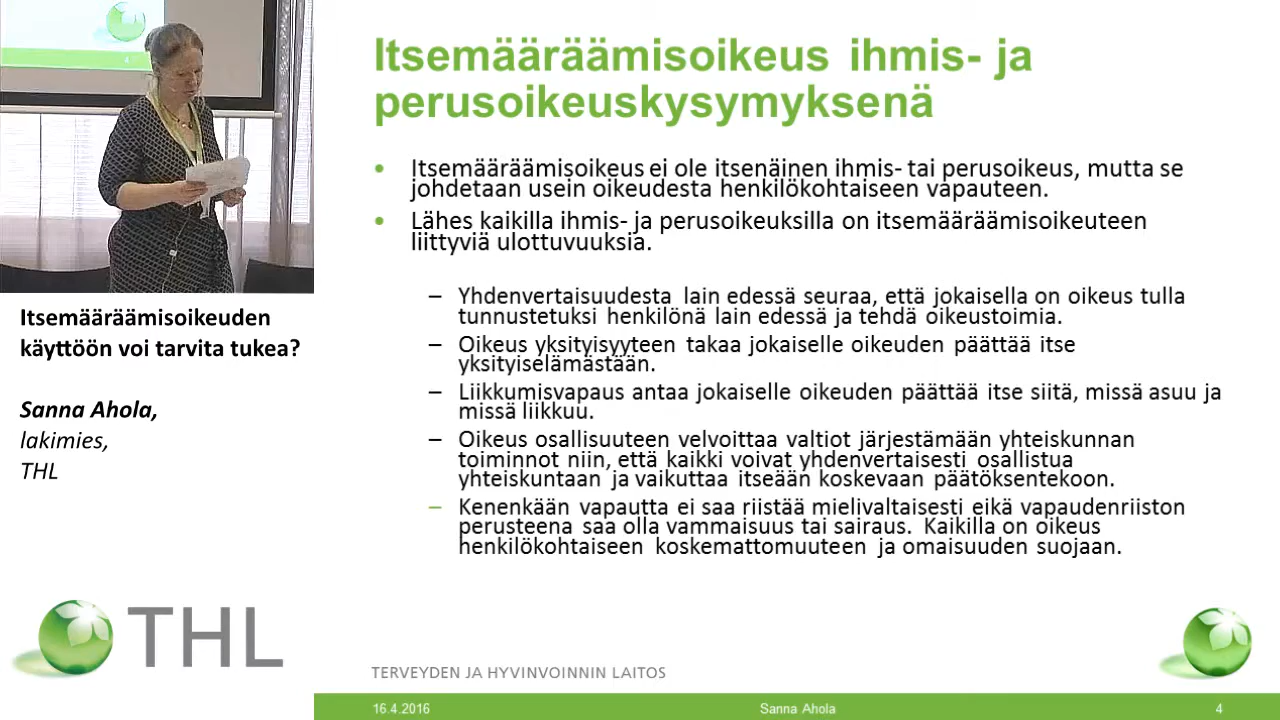 Itsemääräämisoikeus ihmis- ja
perusoikeuskysymyksenä
• Itsemääräämisoikeus ei ole itsenäinen ihmis- tai perusoikeus, mutta se
johdetaan usein oikeudesta henkilökohtaiseen vapauteen.
• Lähes kaikilla ihmis- ja perusoikeuksilla on itsemääräämisoikeuteen
liittyviä ulottuvuuksia.
– Yhdenvertaisuudesta lain edessä seuraa, että jokaisella on oikeus tulla
tunnustetuksi henkilönä lain edessä ja tehdä oikeustoimia.
– Oikeus yksityisyyteen takaa jokaiselle oikeuden päättää itse
yksityiselämästään.
– Liikkumisvapaus antaa jokaiselle oikeuden päättää itse siitä, missä asuu ja
missä liikkuu.
– Oikeus osallisuuteen velvoittaa valtiot järjestämään yhteiskunnan
toiminnot niin, että kaikki voivat yhdenvertaisesti osallistua
yhteiskuntaan ja vaikuttaa itseään koskevaan päätöksentekoon.
– Kenenkään vapautta ei saa riistää mielivaltaisesti eikä vapaudenriiston
perusteena saa olla vammaisuus tai sairaus. Kaikilla on oikeus
henkilökohtaiseen koskemattomuuteen ja omaisuuden suojaan.
Itsemääräämisoikeuden
käyttöön voi tarvita tukea?
Sanna Ahola,
lakimies,
THL
THL
TERVEYDEN JA HYVINVOINNIN LAITOS
16.4.2016 Sanna Ahola 4